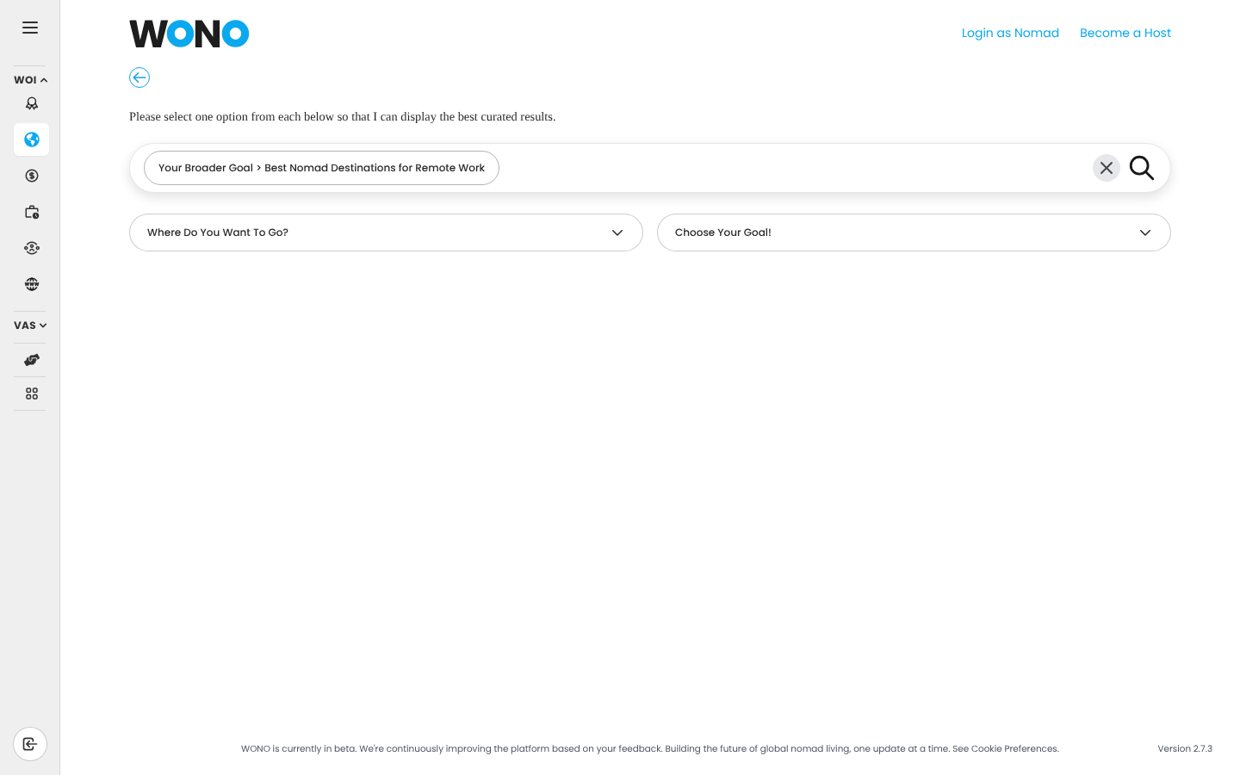 WONO
Login as Nomad
Become a Host
WOI
Please select one option from each below so that I can display the best curated results.
Your Broader Goal > Best Nomad Destinations for Remote Work
Where Do You Want To Go?
Choose Your Goal!
VAS
WONO is currently in beta. We're continuously improving the platform based on your feedback. Building the future of global nomad living, one update at a time. See Cookie Preferences.
Version 2.7.3